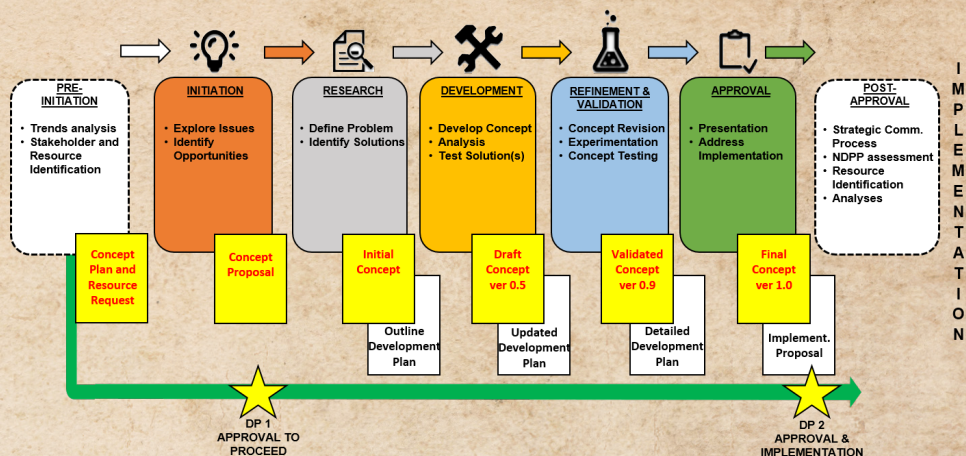 PRE-
INITIATION
• Trends analysis
• Stakeholder and
Resource
Identification
INITIATION
• Explore Issues
• Identify
Opportunities
RESEARCH
• Define Problem
• Identify Solutions
DEVELOPMENT
• Develop Concept
• Analysis
• Test Solution(s)
REFINEMENT &
VALIDATION
• Concept Revision
• Experimentation
• Concept Testing
APPROVAL
• Presentation
• Address
Implementation
POST-
APPROVAL
• Strategic Comm.
Process
• NDPP assessment
• Resource
Identification
• Analyses
IMPLEMENTATION
Concept
Plan and
Resource
Request
Concept
Proposal
Initial
Concept
Outline
Development
Plan
Draft
Concept
ver 0.5
Updated
Development
Plan
Validated
Concept
ver 0.9
Detailed
Development
Plan
Final
Concept
ver 1.0
Implement.
Proposal
DP 1
APPROVAL TO
PROCEED
DP 2
APPROVAL &
IMPLEMENTATION